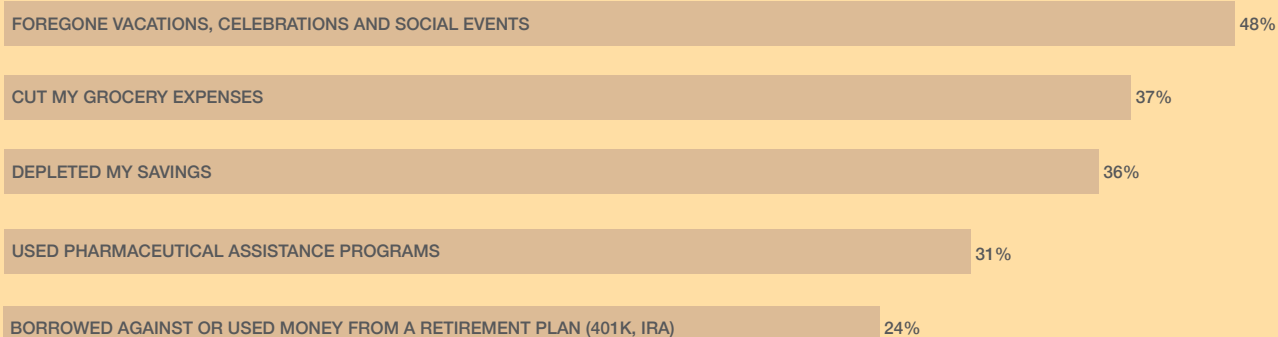 FOREGONE VACATIONS, CELEBRATIONS AND SOCIAL EVENTS 48%
CUT MY GROCERY EXPENSES 37%
DEPLETED MY SAVINGS 36%
USED PHARMACEUTICAL ASSISTANCE PROGRAMS 31%
BORROWED AGAINST OR USED MONEY FROM A RETIREMENT PLAN (401K, IRA) 24%